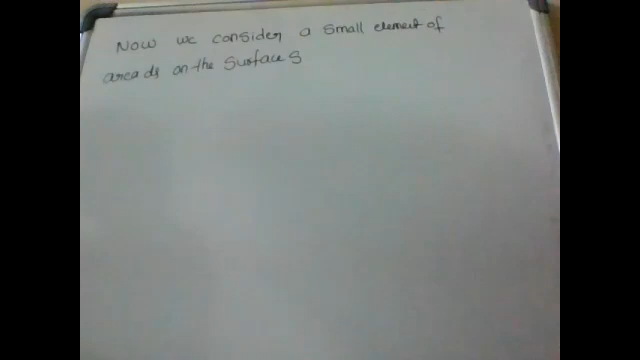 Now we consider a small element of
area ds on the surface S